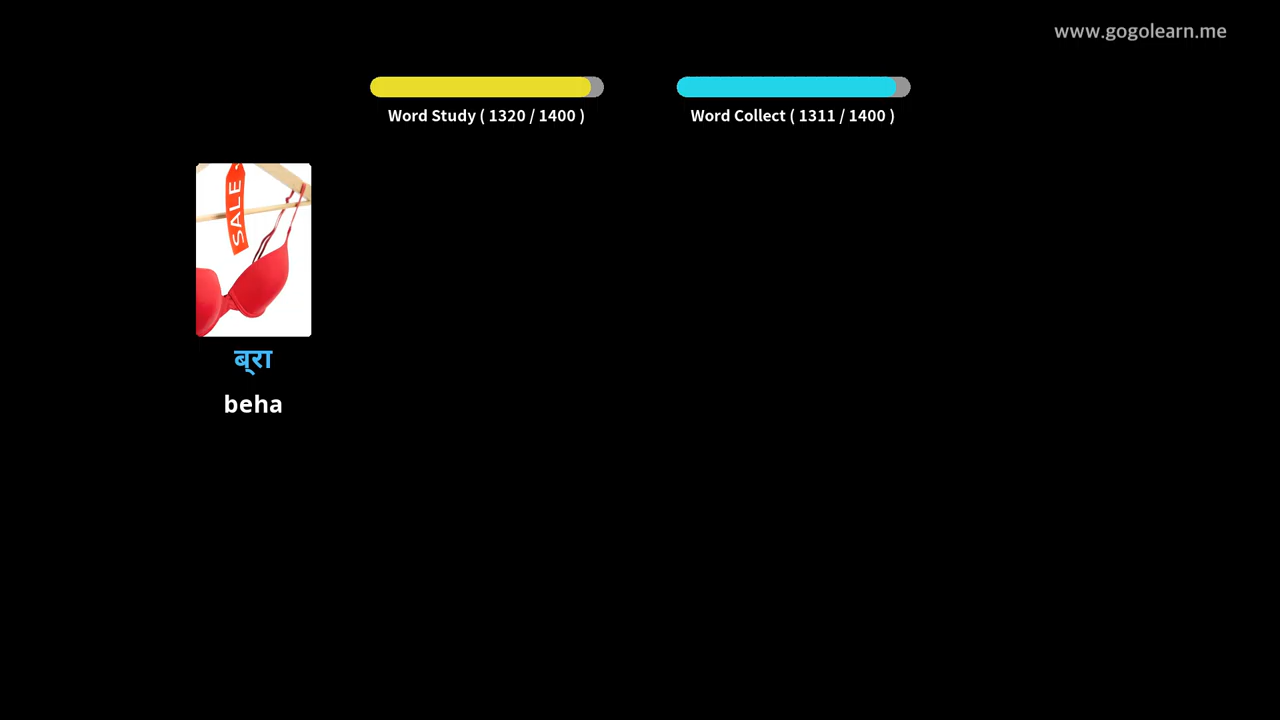 www.gogolearn.me
Word Study ( 1320 / 1400 )
Word Collect ( 1311 / 1400 )
SALE
ब्रा
beha